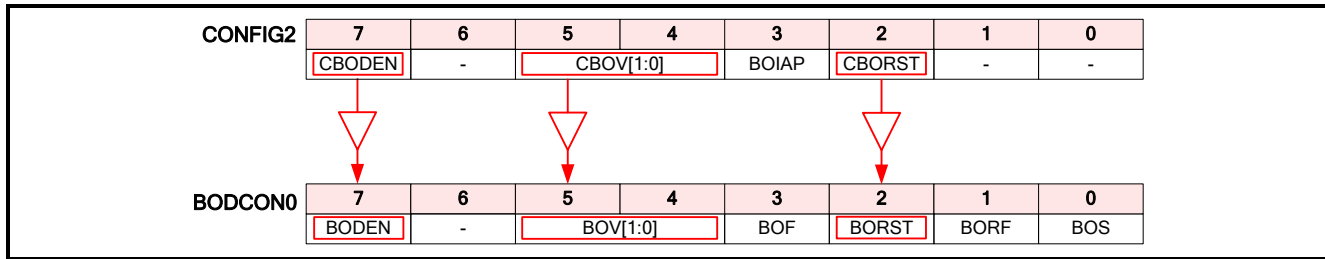 CONFIG2 7 6 5 4 3 2 1 0
CBODEN - CBOV[1:0] BOIAP CBORST - -
BODCON0 7 6 5 4 3 2 1 0
BODEN - BOV[1:0] BOF BORST BORF BOS